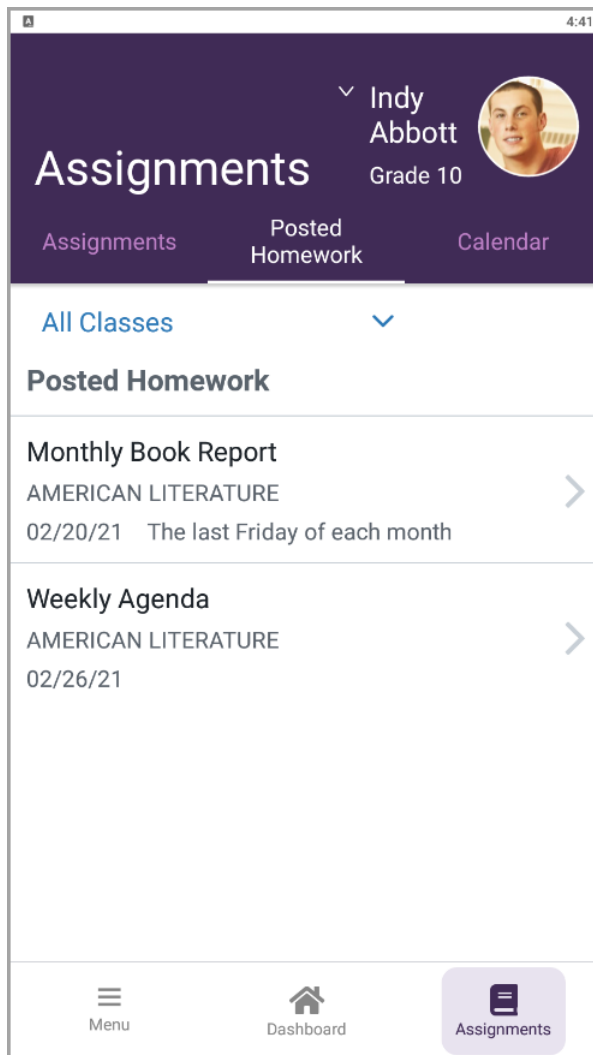 A
4:41
Assignments
Indy
Abbott
Grade 10
Assignments
Posted
Homework
Calendar
All Classes
Posted Homework
Monthly Book Report
AMERICAN LITERATURE
02/20/21 The last Friday of each month
Weekly Agenda
AMERICAN LITERATURE
02/26/21
Menu
Dashboard
Assignments